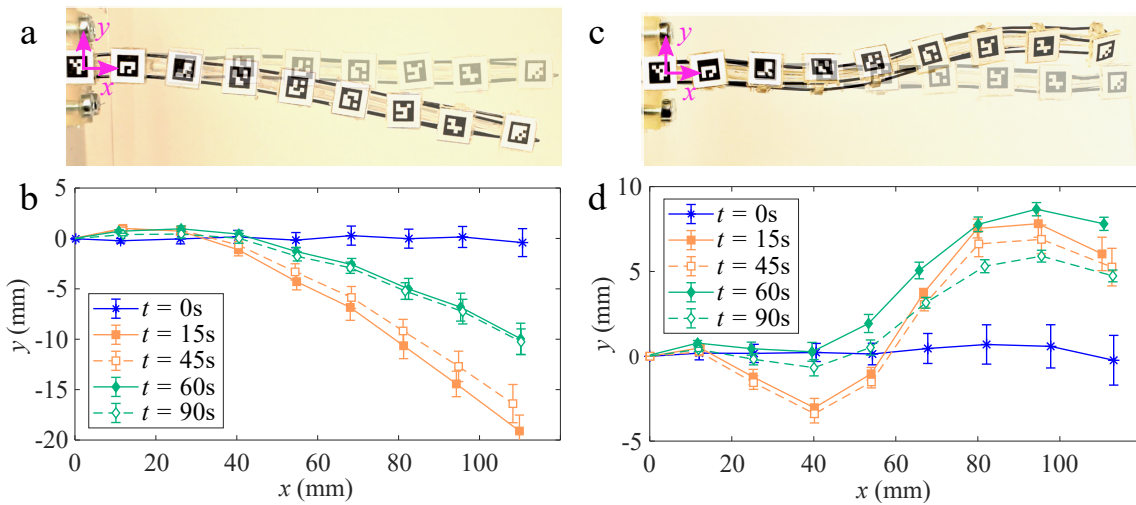 a
y
x
c
y
x
b
5
0
-5
-10
-15
-20
y (mm)
t = 0s
t = 15s
t = 45s
t = 60s
t = 90s
0 20 40 60 80 100
x (mm)
d
10
5
0
-5
y (mm)
t = 0s
t = 15s
t = 45s
t = 60s
t = 90s
0 20 40 60 80 100
x (mm)